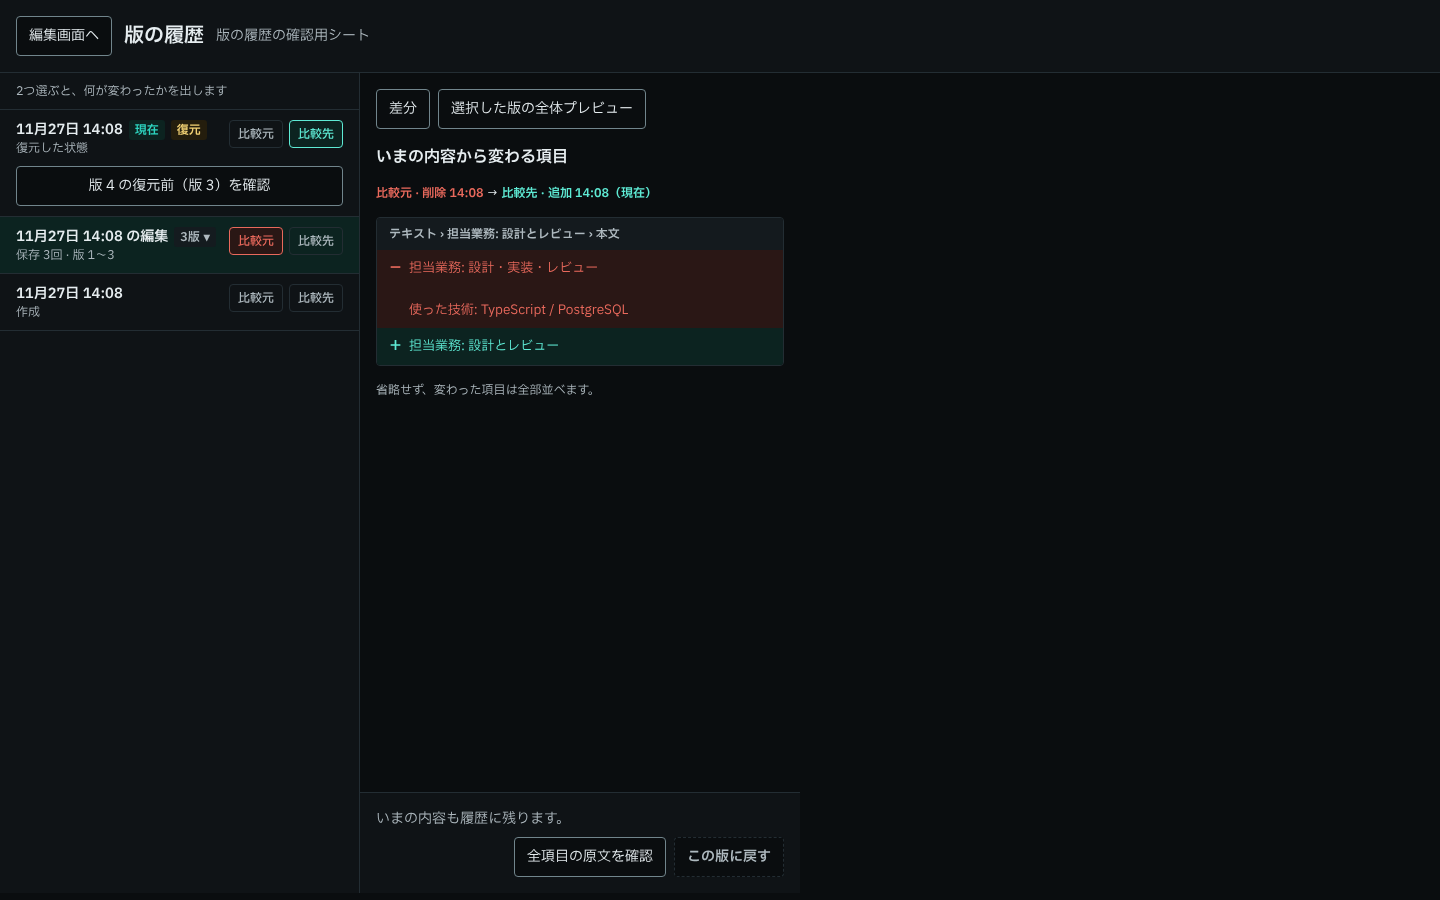 編集画面へ
版の履歴
版の履歴の確認用シート
2つ選ぶと、何が変わったかを出します
11月27日 14:08 現在 復元 比較元 比較先
復元した状態
版 4 の復元前（版 3）を確認
11月27日 14:08 の編集 3版 ▾ 比較元 比較先
保存 3回 · 版 1〜3
11月27日 14:08 比較元 比較先
作成
差分 選択した版の全体プレビュー
いまの内容から変わる項目
比較元 · 削除 14:08 → 比較先 · 追加 14:08（現在）
テキスト › 担当業務: 設計とレビュー › 本文
− 担当業務: 設計・実装・レビュー
使った技術: TypeScript / PostgreSQL
+ 担当業務: 設計とレビュー
省略せず、変わった項目は全部並べます。
いまの内容も履歴に残ります。
全項目の原文を確認 この版に戻す